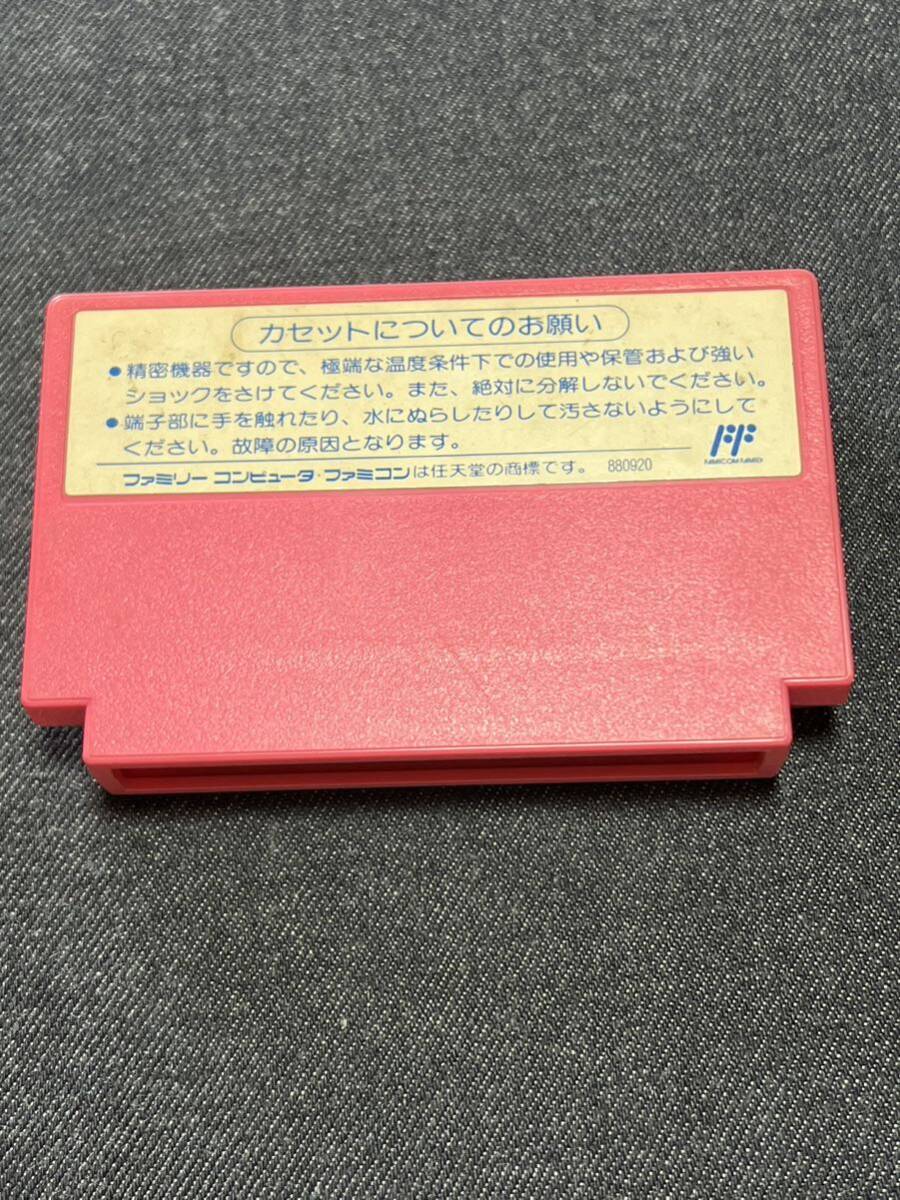 カセットについてのお願い
●精密機器ですので、極端な温度条件下での使用や保管および強い
ショックをさけてください。また、絶対に分解しないでください。
●端子部に手を触れたり、水にぬらしたりして汚さないようにして
ください。故障の原因となります。
ファミリー コンピュータ・ファミコンは任天堂の商標です。 880920